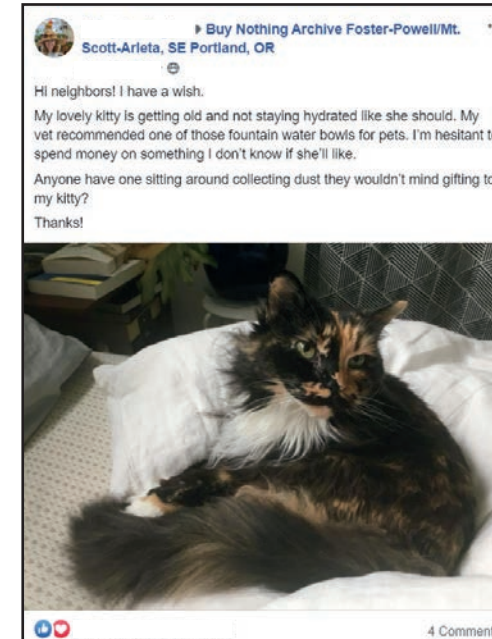 Buy Nothing Archive Foster-Powell/Mt.
Scott-Arleta, SE Portland, OR
Hi neighbors! I have a wish.
My lovely kitty is getting old and not staying hydrated like she should. My
vet recommended one of those fountain water bowls for pets. I'm hesitant t
spend money on something I don't know if she'll like.
Anyone have one sitting around collecting dust they wouldn't mind gifting to
my kitty?
Thanks!
4 Comment